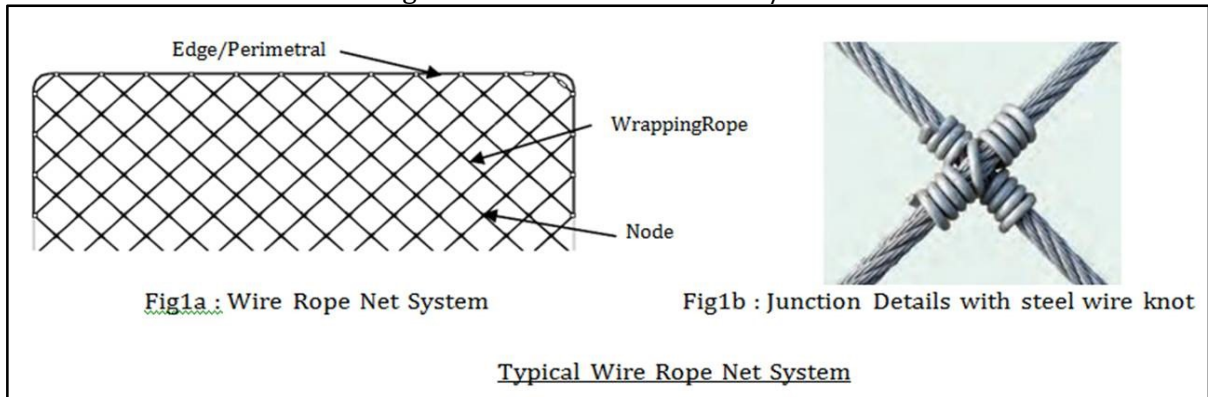 Edge/Perimetral
WrappingRope
Node
Fig1a : Wire Rope Net System
Fig1b : Junction Details with steel wire knot
Typical Wire Rope Net System